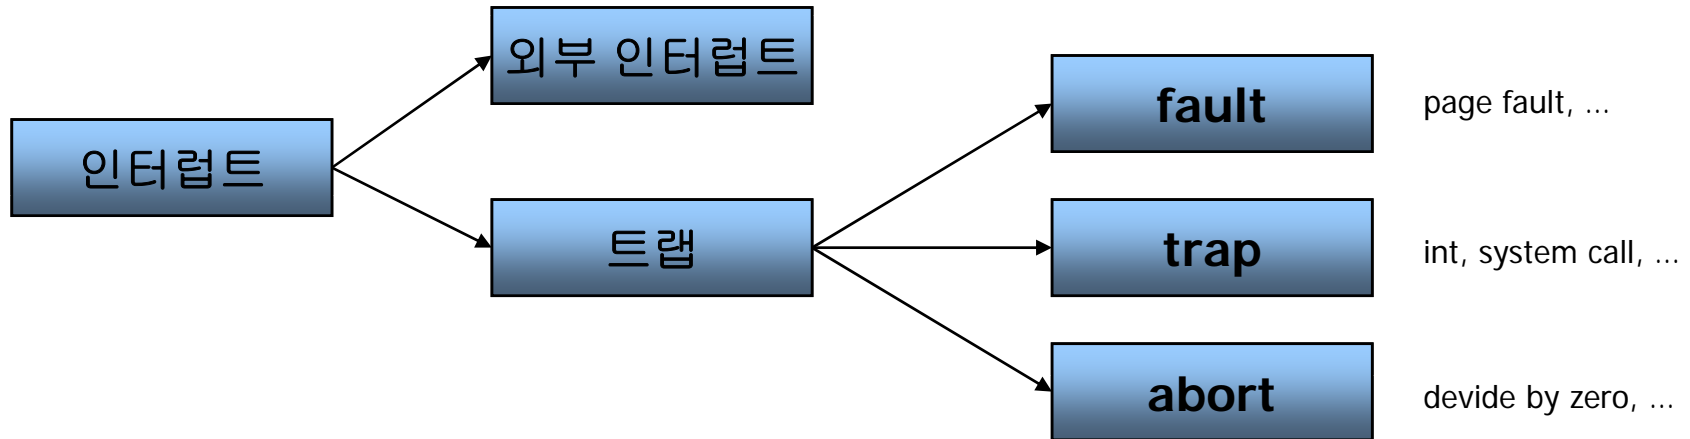 외부 인터럽트
인터럽트
트랩
fault
page fault, ...
trap
int, system call, ...
abort
devide by zero, ...